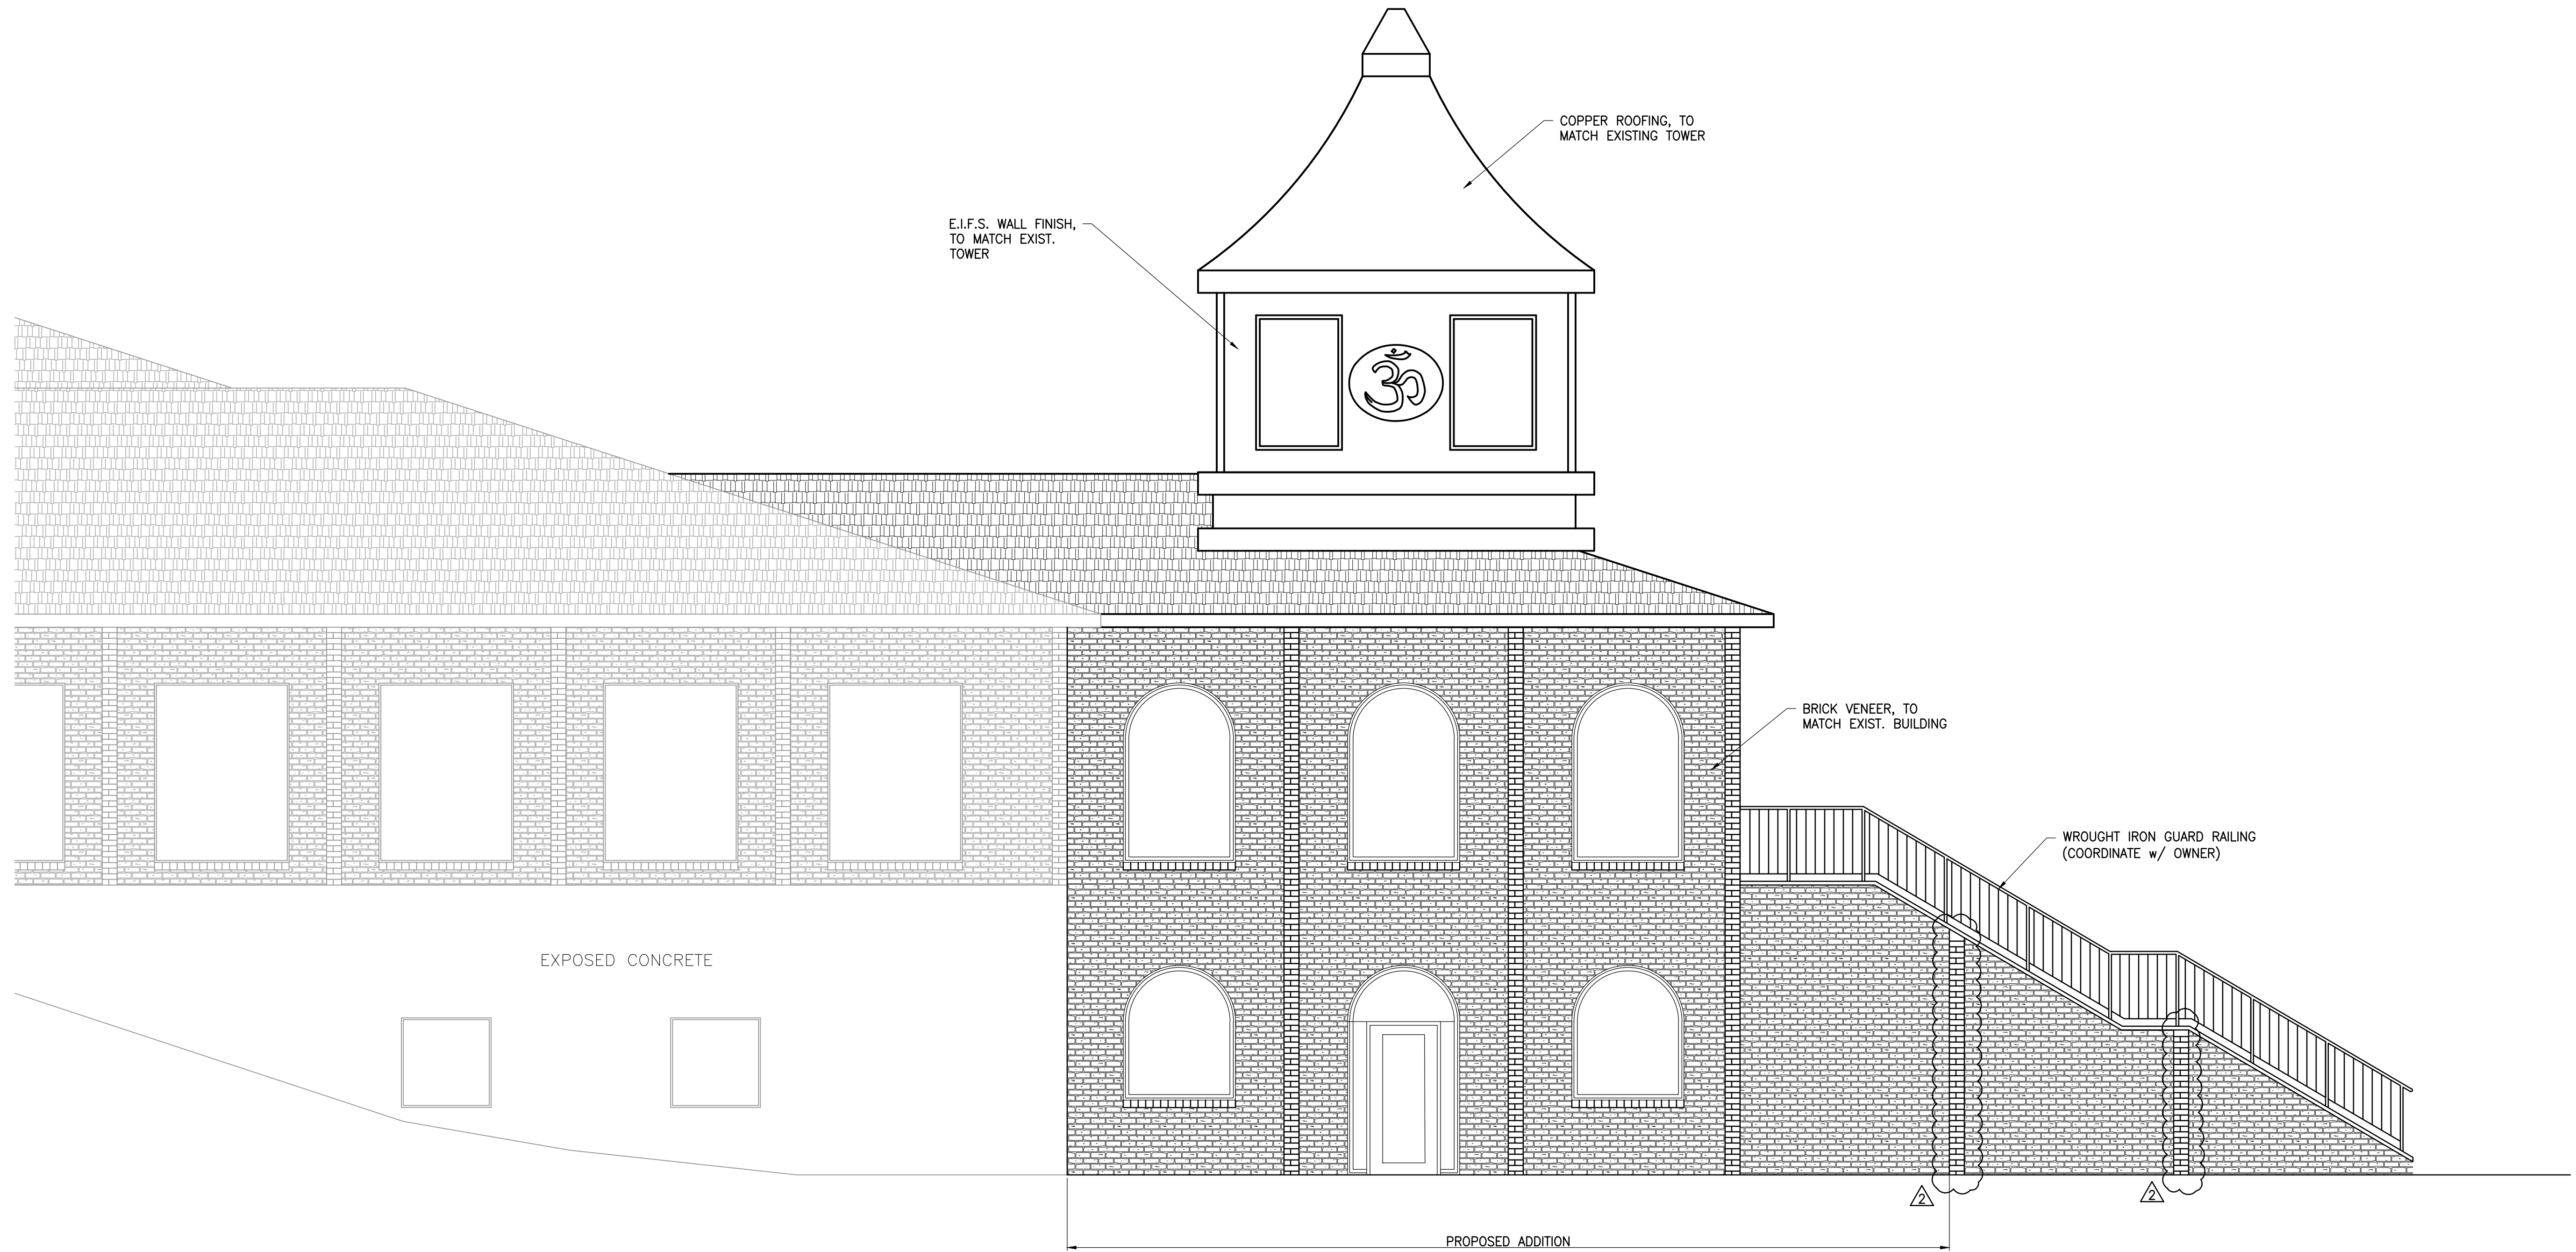 COPPER ROOFING, TO
MATCH EXISTING TOWER
E.I.F.S. WALL FINISH,
TO MATCH EXIST.
TOWER
ॐ
BRICK VENEER, TO
MATCH EXIST. BUILDING
WROUGHT IRON GUARD RAILING
(COORDINATE w/ OWNER)
EXPOSED CONCRETE
2
2
PROPOSED ADDITION